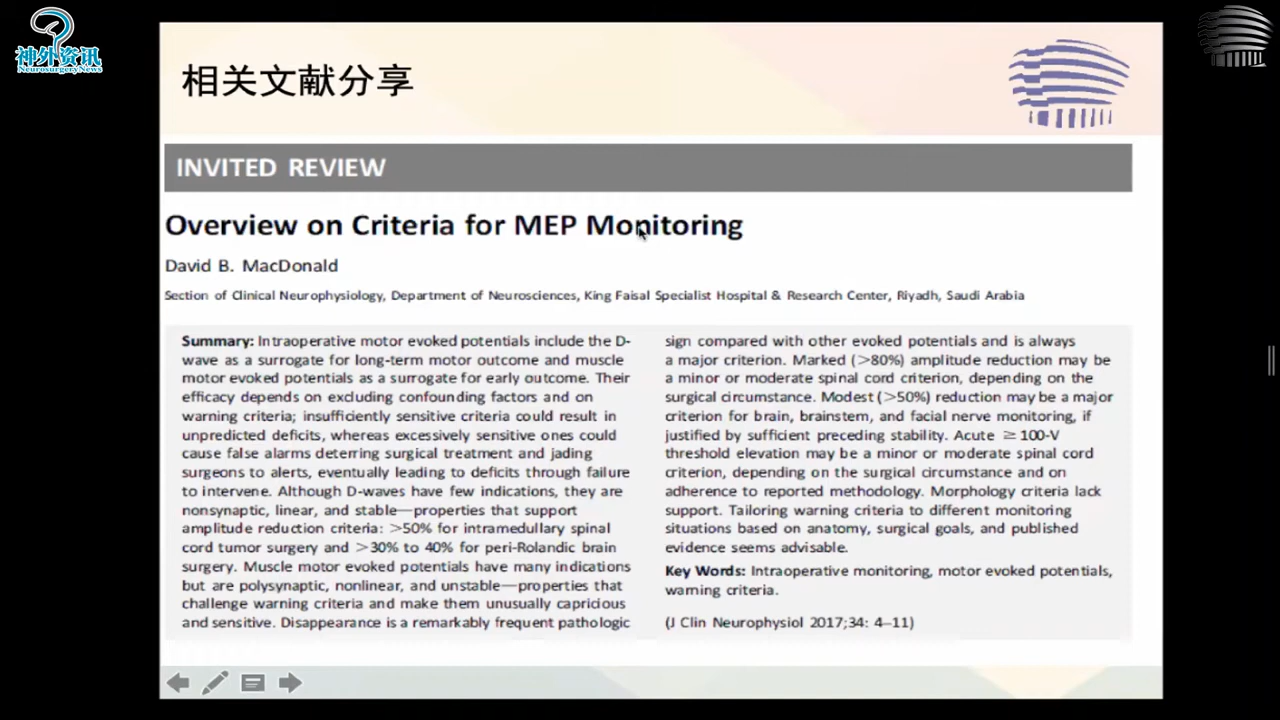 神外资讯
NeurosurgeryNews
相关文献分享
INVITED REVIEW
Overview on Criteria for MEP Monitoring
David B. MacDonald
Section of Clinical Neurophysiology, Department of Neurosciences, King Faisal Specialist Hospital & Research Center, Riyadh, Saudi Arabia
Summary: Intraoperative motor evoked potentials include the D-
wave as a surrogate for long-term motor outcome and muscle
motor evoked potentials as a surrogate for early outcome. Their
efficacy depends on excluding confounding factors and on
warning criteria; insufficiently sensitive criteria could result in
unpredicted deficits, whereas excessively sensitive ones could
cause false alarms deterring surgical treatment and jading
surgeons to alerts, eventually leading to deficits through failure
to intervene. Although D-waves have few indications, they are
nonsynaptic, linear, and stable—properties that support
amplitude reduction criteria: >50% for intramedullary spinal
cord tumor surgery and >30% to 40% for peri-Rolandic brain
surgery. Muscle motor evoked potentials have many indications
but are polysynaptic, nonlinear, and unstable—properties that
challenge warning criteria and make them unusually capricious
and sensitive. Disappearance is a remarkably frequent pathologic
sign compared with other evoked potentials and is always
a major criterion. Marked (>80%) amplitude reduction may be
a minor or moderate spinal cord criterion, depending on the
surgical circumstance. Modest (>50%) reduction may be a major
criterion for brain, brainstem, and facial nerve monitoring, if
justified by sufficient preceding stability. Acute ≥100-V
threshold elevation may be a minor or moderate spinal cord
criterion, depending on the surgical circumstance and on
adherence to reported methodology. Morphology criteria lack
support. Tailoring warning criteria to different monitoring
situations based on anatomy, surgical goals, and published
evidence seems advisable.
Key Words: Intraoperative monitoring, motor evoked potentials,
warning criteria.
(J Clin Neurophysiol 2017;34: 4–11)